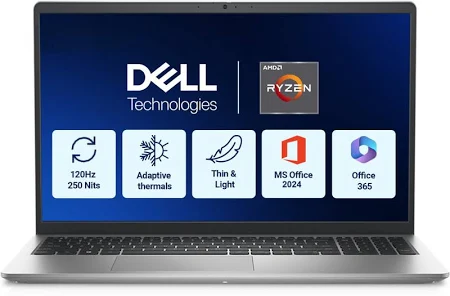 DELL
Technologies
AMD
RYZEN
120Hz
250 Nits
Adaptive
thermals
Thin &
Light
MS Office
2024
Office
365